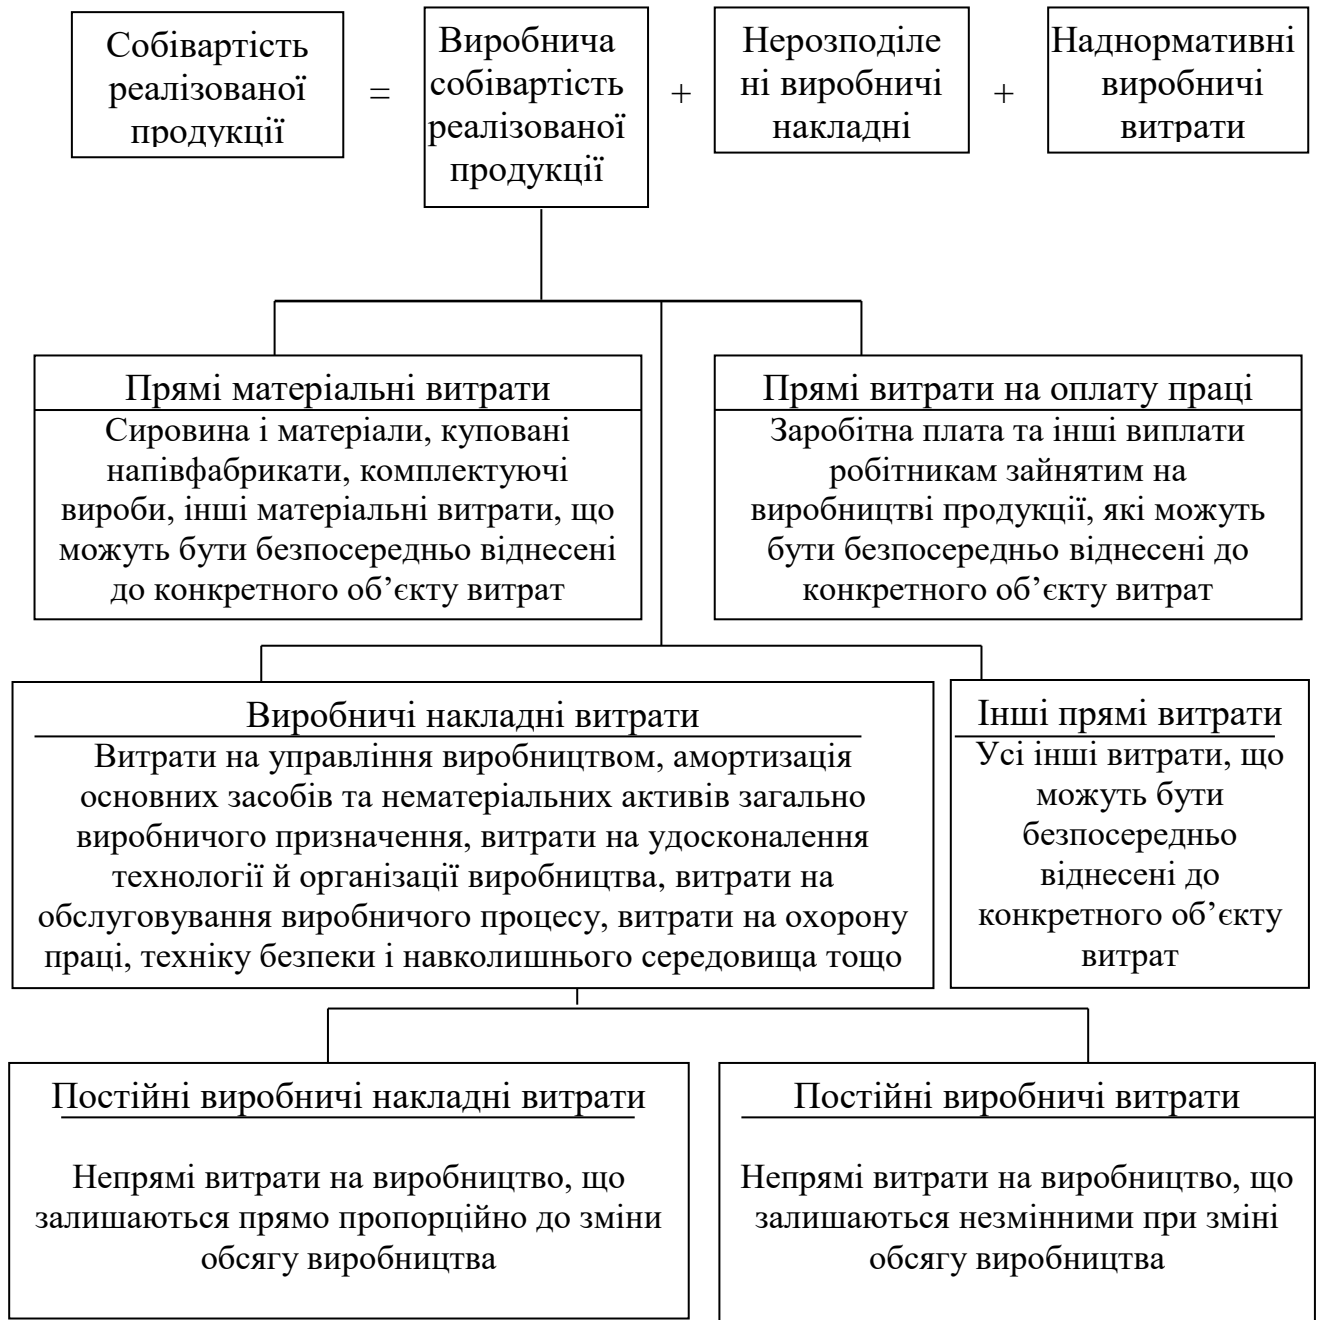 Собівартість
реалізованої
продукції
=
Виробнича
собівартість
реалізованої
продукції
+
Нерозподіле
ні виробничі
накладні
+
Наднормативні
виробничі
витрати
Прямі матеріальні витрати
Сировина і матеріали, куповані
напівфабрикати, комплектуючі
вироби, інші матеріальні витрати, що
можуть бути безпосередньо віднесені
до конкретного об’єкту витрат
Прямі витрати на оплату праці
Заробітна плата та інші виплати
робітникам зайнятим на
виробництві продукції, які можуть
бути безпосередньо віднесені до
конкретного об’єкту витрат
Виробничі накладні витрати
Витрати на управління виробництвом, амортизація
основних засобів та нематеріальних активів загально
виробничого призначення, витрати на удосконалення
технології й організації виробництва, витрати на
обслуговування виробничого процесу, витрати на охорону
праці, техніку безпеки і навколишнього середовища тощо
Інші прямі витрати
Усі інші витрати, що
можуть бути
безпосередньо
віднесені до
конкретного об’єкту
витрат
Постійні виробничі накладні витрати
Непрямі витрати на виробництво, що
залишаються прямо пропорційно до зміни
обсягу виробництва
Постійні виробничі витрати
Непрямі витрати на виробництво, що
залишаються незмінними при зміні
обсягу виробництва